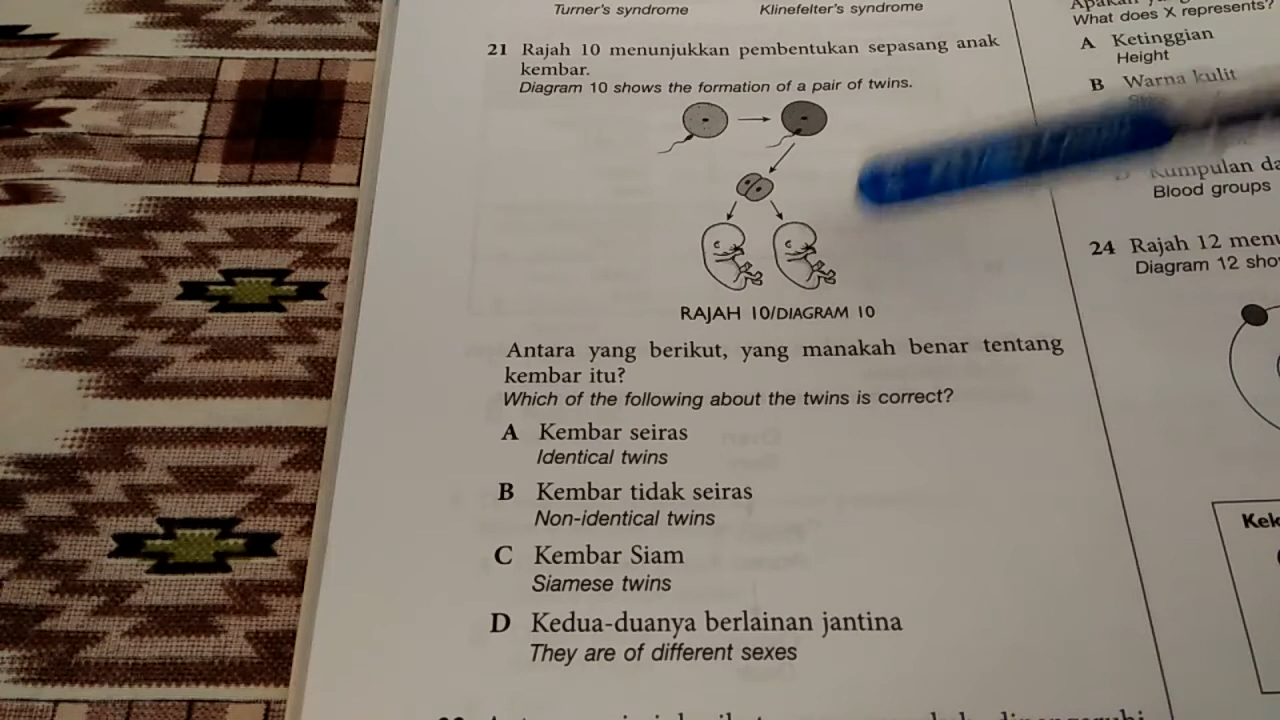 Turner's syndrome
Klinefelter's syndrome
21 Rajah 10 menunjukkan pembentukan sepasang anak
kembar.
Diagram 10 shows the formation of a pair of twins.
RAJAH 10/DIAGRAM 10
Antara yang berikut, yang manakah benar tentang
kembar itu?
Which of the following about the twins is correct?
A Kembar seiras
Identical twins
B Kembar tidak seiras
Non-identical twins
C Kembar Siam
Siamese twins
D Kedua-duanya berlainan jantina
They are of different sexes
What does X represents?
A Ketinggian
Height
B Warna kulit
Kumpulan da
Blood groups
24 Rajah 12 menu
Diagram 12 sho
Kek